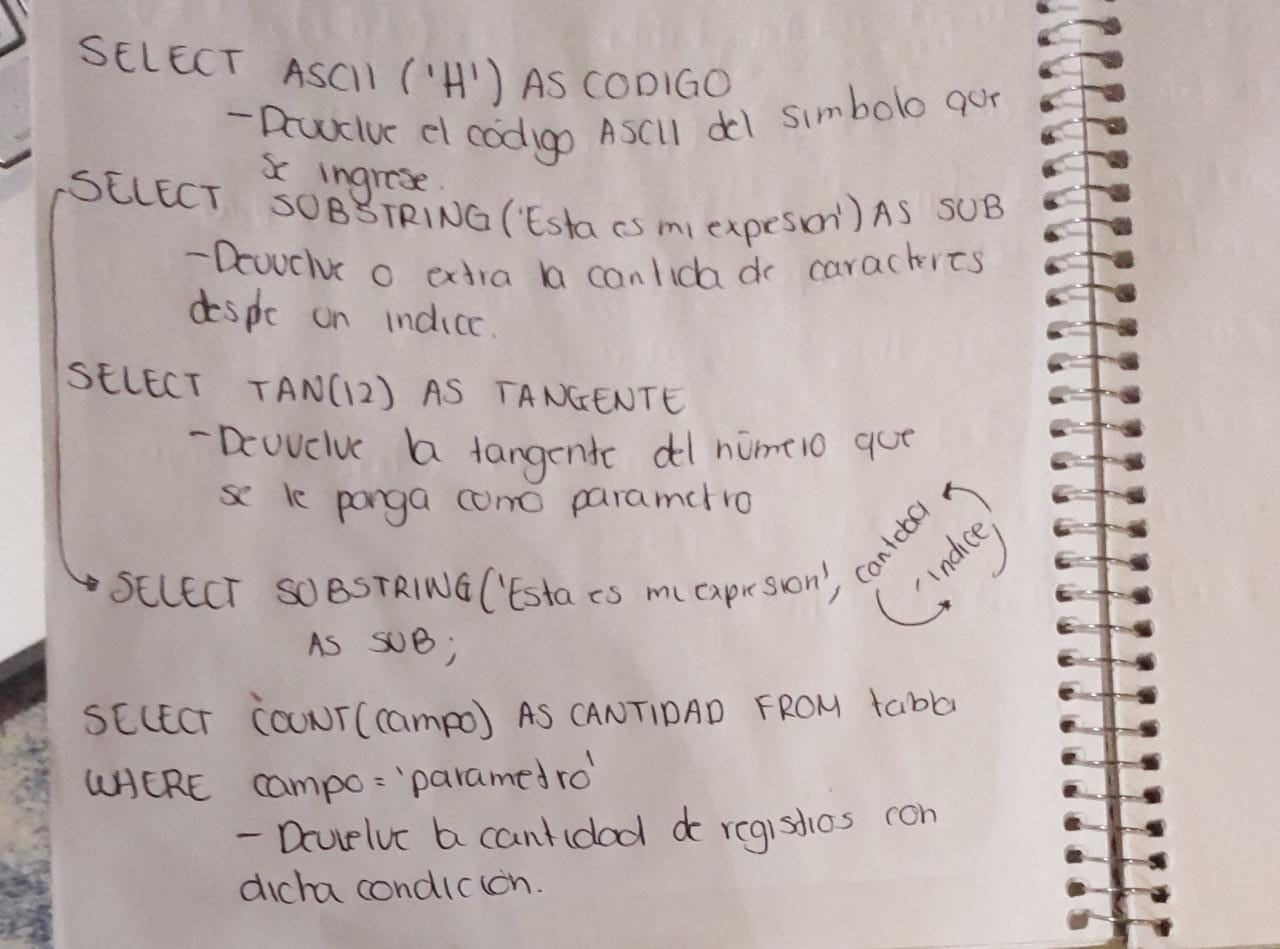 SELECT ASCII ('H') AS CODIGO
- Devuelve el código ASCII del simbolo que
se ingrese.
SELECT SUBSTRING ('Esta es mi expresion') AS SUB
- Devuelve o extra la cantida de caracteres
desde un indice.
SELECT TAN(12) AS TANGENTE
- Devuelve la tangente del número que
se le ponga como parametro
SELECT SUBSTRING ('Esta es mi expresion', , indice)
AS SUB;
SELECT COUNT(campo) AS CANTIDAD FROM tabla
WHERE campo = 'parametro'
- Devuelve la cantidad de registros con
dicha condición.